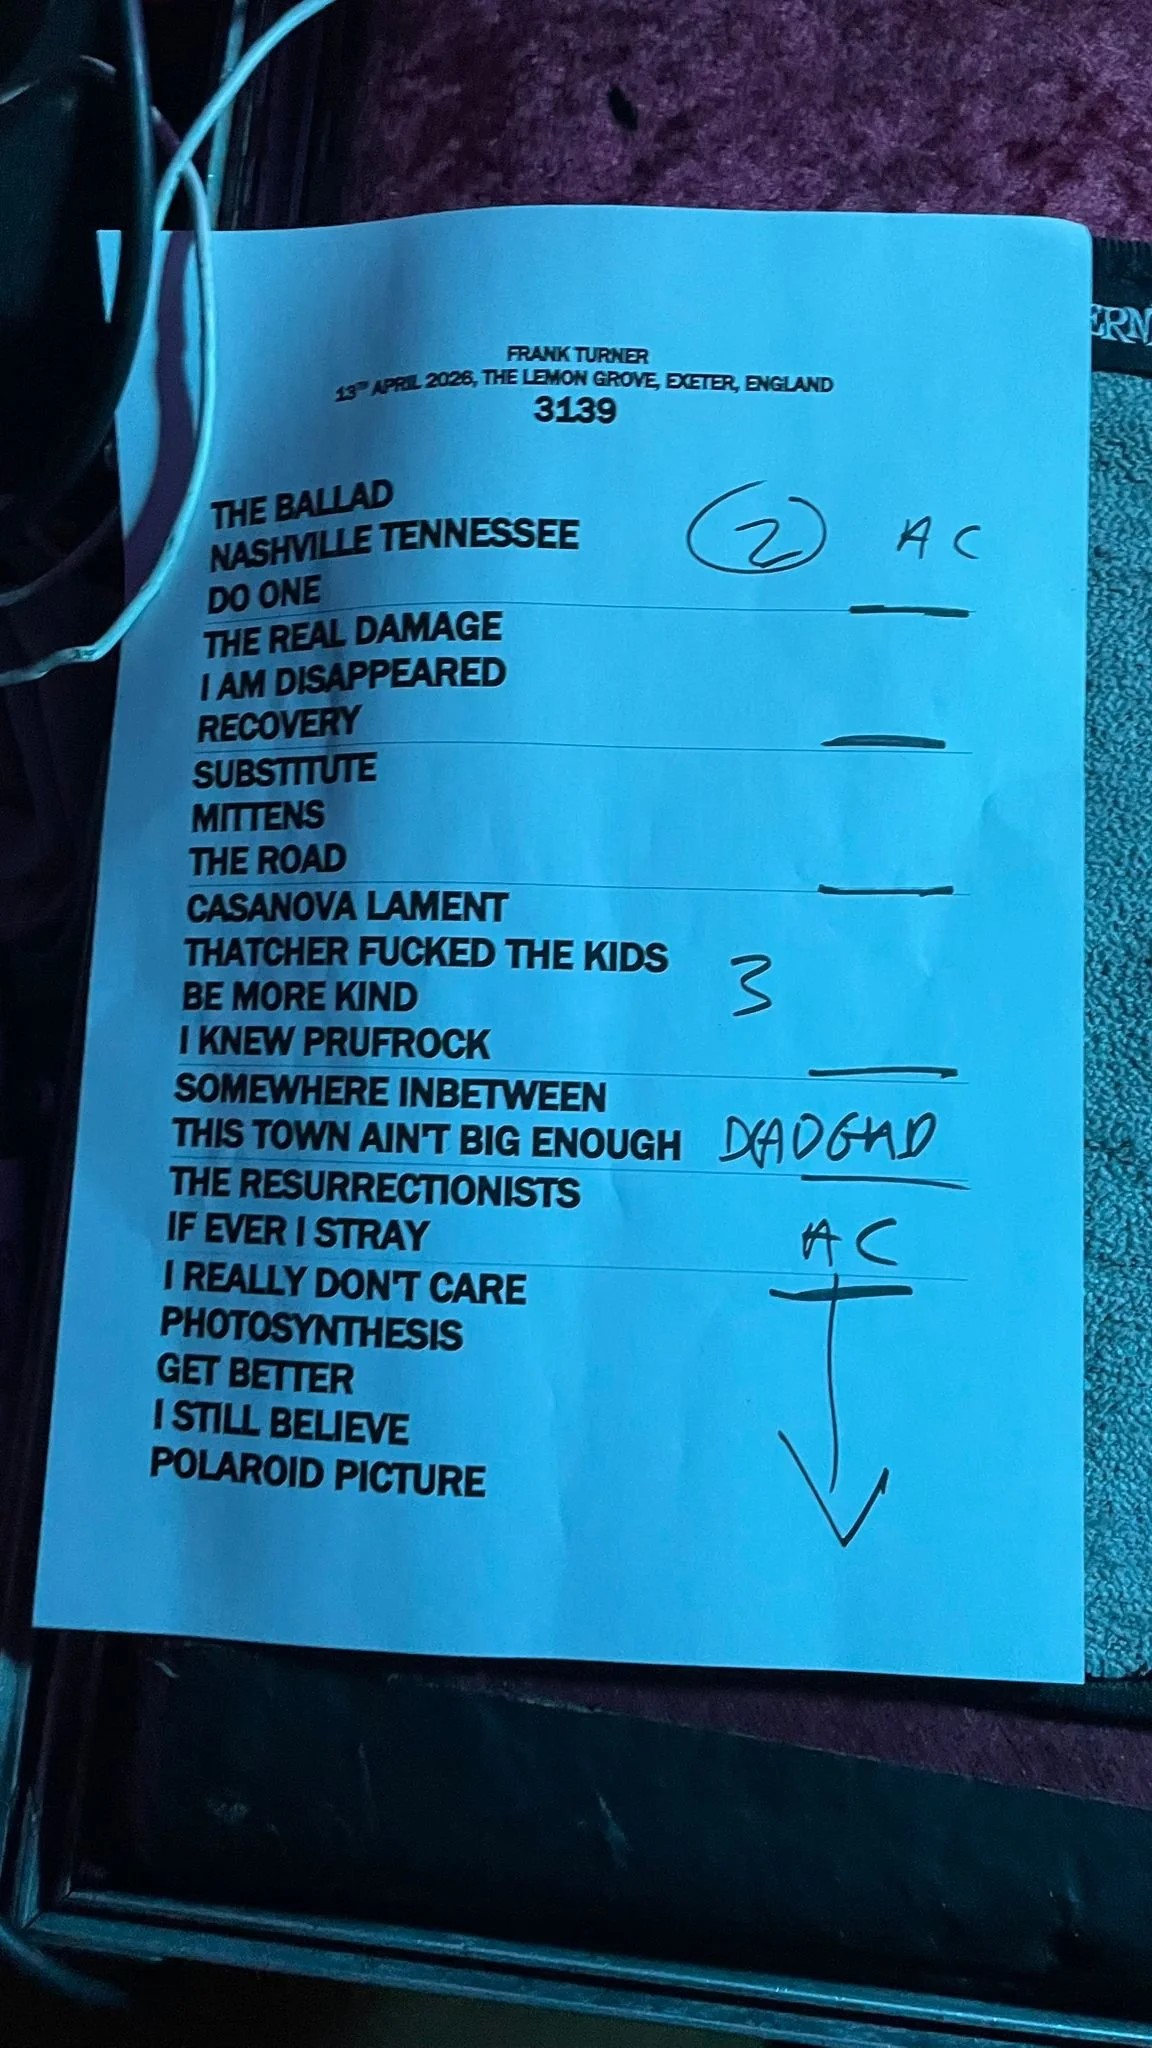 FRANK TURNER
13TH APRIL 2026, THE LEMON GROVE, EXETER, ENGLAND
3139
THE BALLAD
NASHVILLE TENNESSEE 2 AC
DO ONE
THE REAL DAMAGE
I AM DISAPPEARED
RECOVERY
SUBSTITUTE
MITTENS
THE ROAD
CASANOVA LAMENT
THATCHER FUCKED THE KIDS 3
BE MORE KIND
I KNEW PRUFROCK
SOMEWHERE INBETWEEN
THIS TOWN AIN'T BIG ENOUGH DADGAD
THE RESURRECTIONISTS
IF EVER I STRAY AC
I REALLY DON'T CARE
PHOTOSYNTHESIS
GET BETTER
I STILL BELIEVE
POLAROID PICTURE